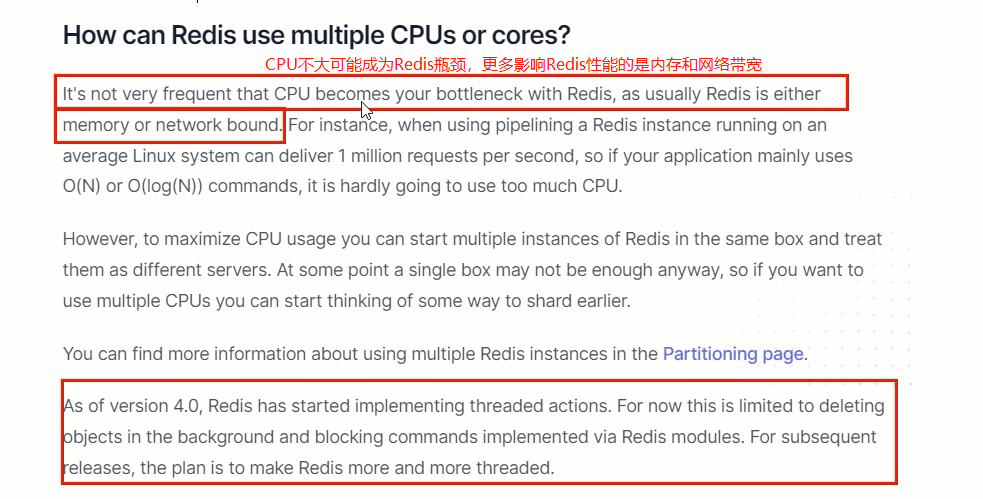 How can Redis use multiple CPUs or cores?
CPU不大可能成为Redis瓶颈，更多影响Redis性能的是内存和网络带宽
It's not very frequent that CPU becomes your bottleneck with Redis, as usually Redis is either
memory or network bound. For instance, when using pipelining a Redis instance running on an
average Linux system can deliver 1 million requests per second, so if your application mainly uses
O(N) or O(log(N)) commands, it is hardly going to use too much CPU.
However, to maximize CPU usage you can start multiple instances of Redis in the same box and treat
them as different servers. At some point a single box may not be enough anyway, so if you want to
use multiple CPUs you can start thinking of some way to shard earlier.
You can find more information about using multiple Redis instances in the Partitioning page.
As of version 4.0, Redis has started implementing threaded actions. For now this is limited to deleting
objects in the background and blocking commands implemented via Redis modules. For subsequent
releases, the plan is to make Redis more and more threaded.